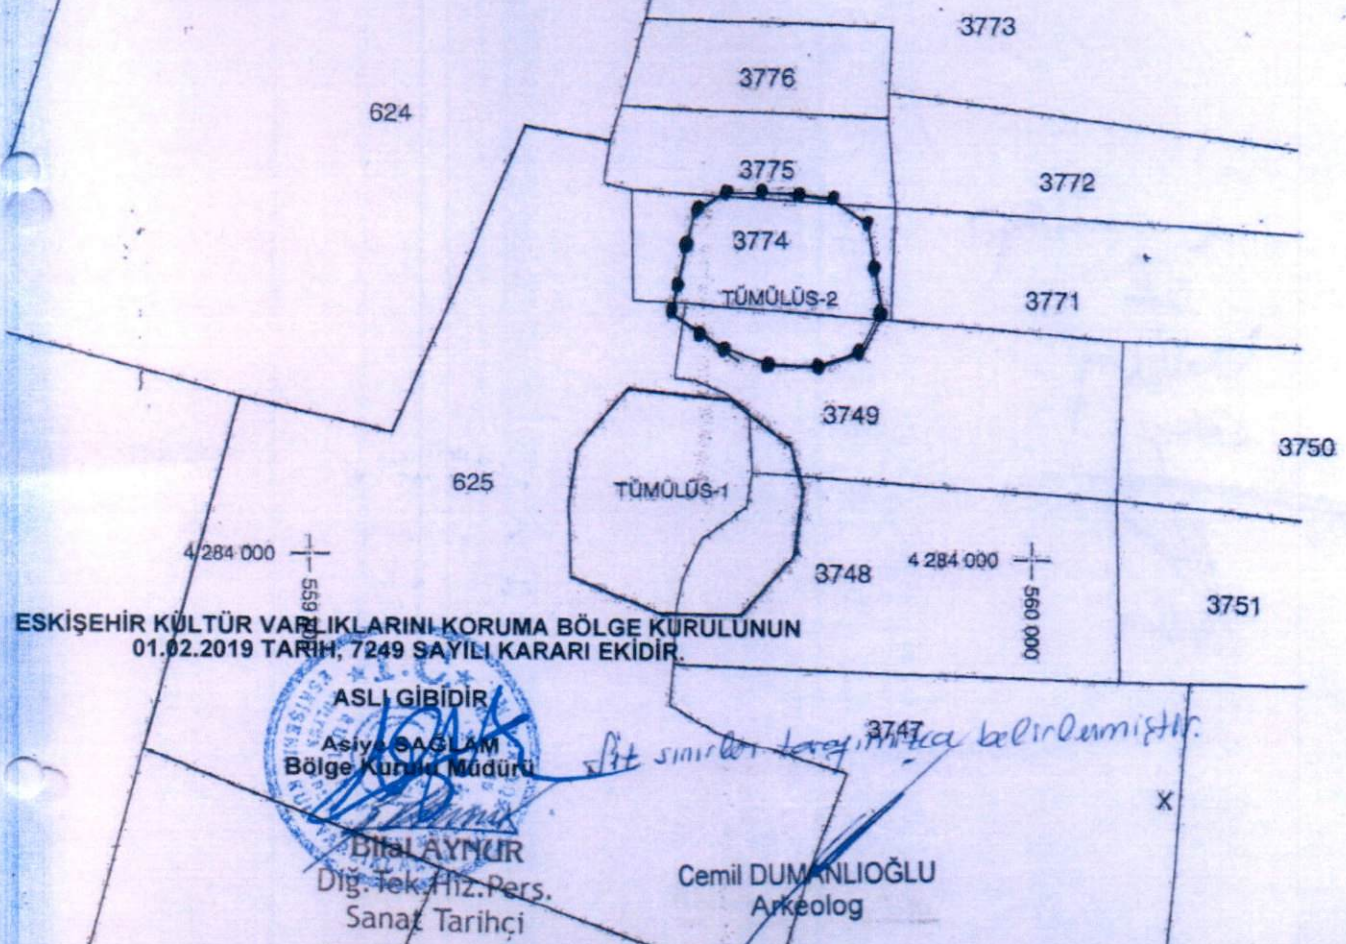 3773
3776
624
3775
3772
3774
TÜMÜLÜS-2
3771
3749
3750
625
TÜMÜLÜS-1
4 284 000
559
3748
4 284 000
560 000
3751
ESKİŞEHİR KÜLTÜR VARLIKLARINI KORUMA BÖLGE KURULUNUN
01.02.2019 TARİH, 7249 SAYILI KARARI EKİDİR.
T.C.
ASLI GİBİDİR
Asiye SAĞLAM
Bölge Kurulu Müdürü
3747
Sit sınırları tarafımızca belirlenmiştir.
X
Bilal AYNUR
Diğ. Tek.Hiz.Pers.
Sanat Tarihçi
Cemil DUMANLIOĞLU
Arkeolog